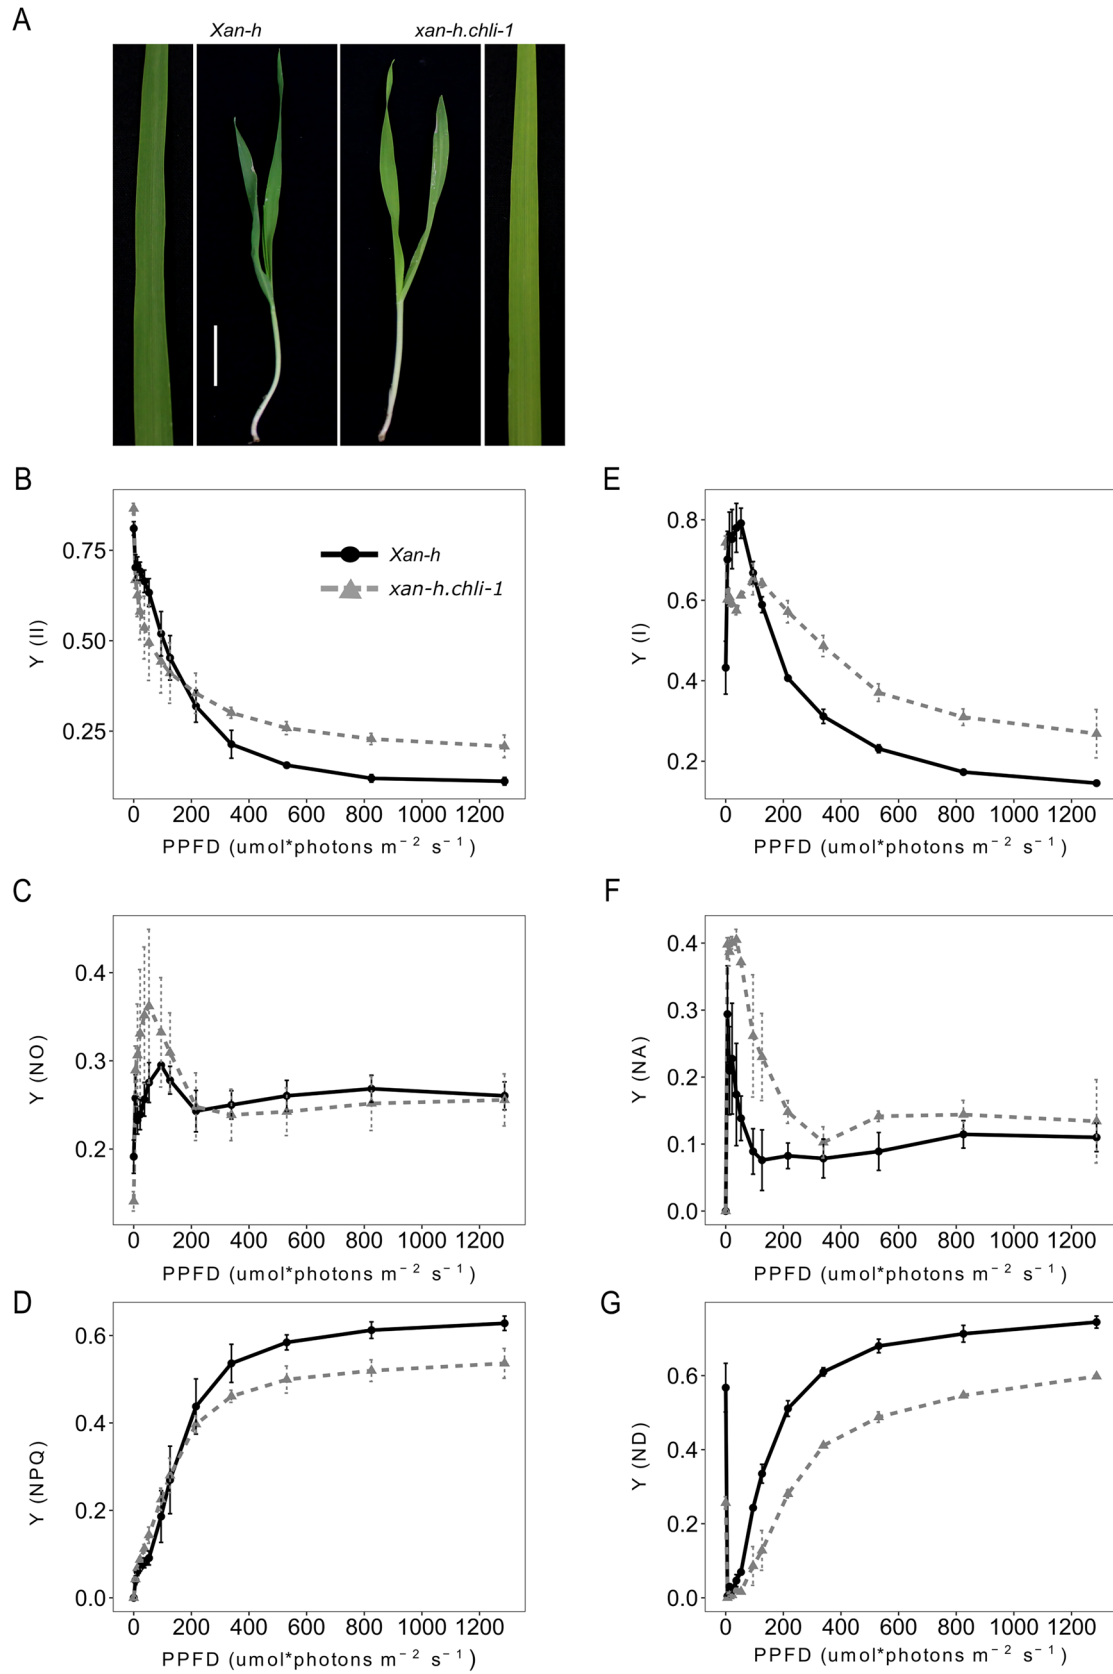 A
Xan-h
xan-h.chli-1
B
Y (II)
0.75
0.50
0.25
Xan-h
xan-h.chli-1
0 200 400 600 800 1000 1200
PPFD (umol*photons m⁻² s⁻¹)
E
Y (I)
0.8
0.6
0.4
0.2
0 200 400 600 800 1000 1200
PPFD (umol*photons m⁻² s⁻¹)
C
Y (NO)
0.4
0.3
0.2
0 200 400 600 800 1000 1200
PPFD (umol*photons m⁻² s⁻¹)
F
Y (NA)
0.4
0.3
0.2
0.1
0.0
0 200 400 600 800 1000 1200
PPFD (umol*photons m⁻² s⁻¹)
D
Y (NPQ)
0.6
0.4
0.2
0.0
0 200 400 600 800 1000 1200
PPFD (umol*photons m⁻² s⁻¹)
G
Y (ND)
0.6
0.4
0.2
0.0
0 200 400 600 800 1000 1200
PPFD (umol*photons m⁻² s⁻¹)